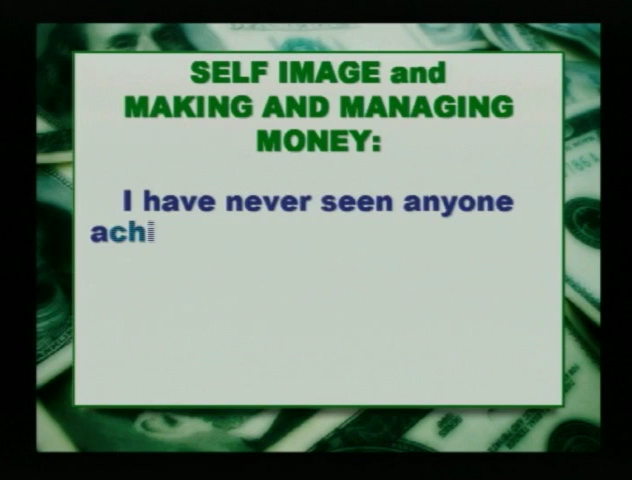 SELF IMAGE and
MAKING AND MANAGING
MONEY:
I have never seen anyone
achi